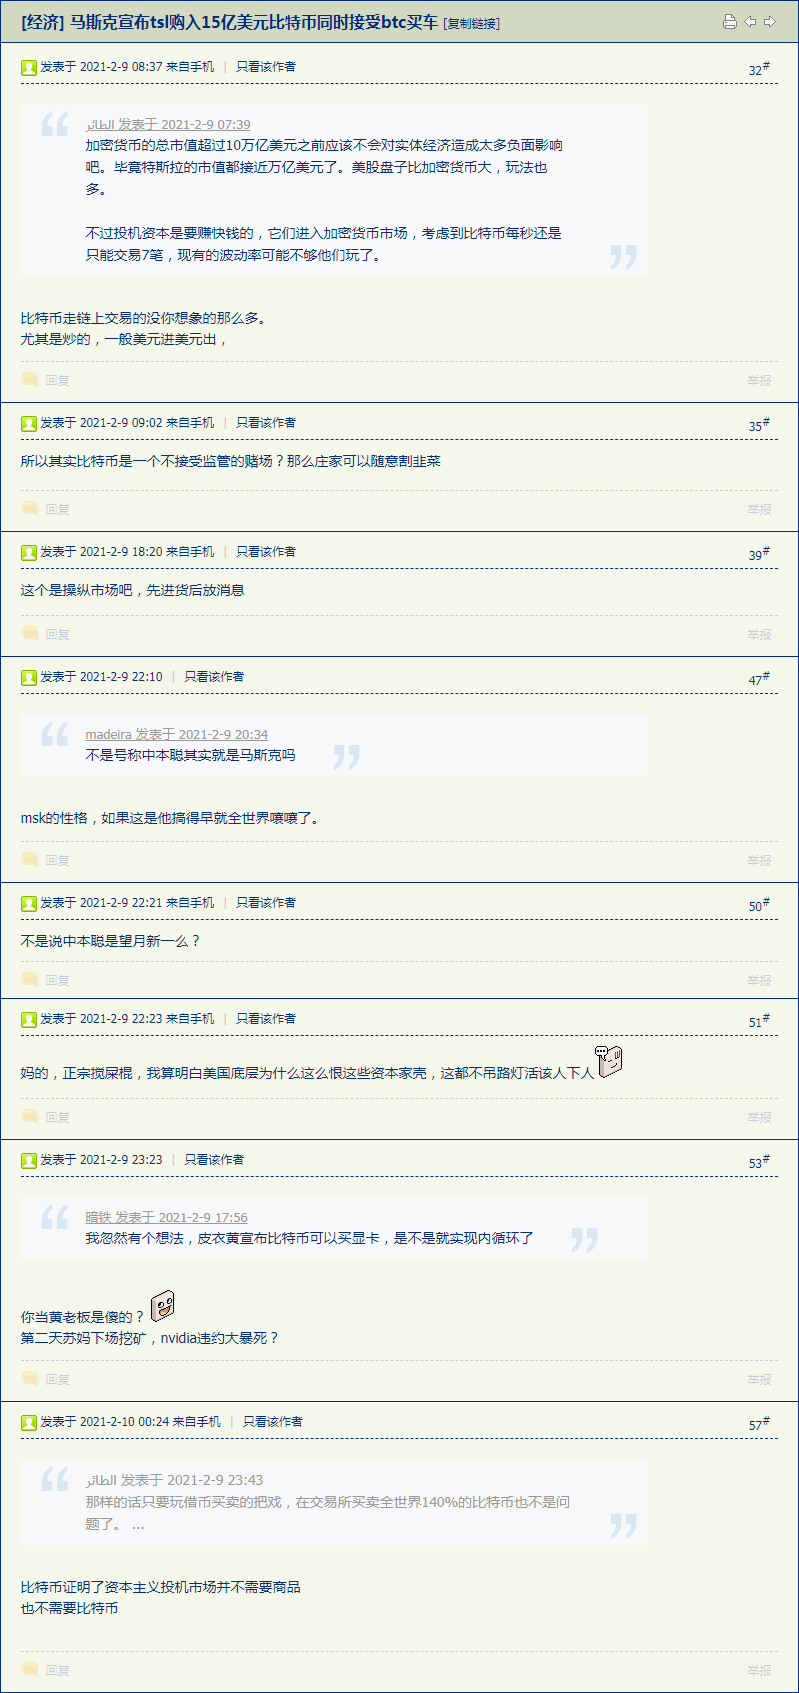 [经济] 马斯克宣布tsl购入15亿美元比特币同时接受btc买车 [复制链接]
发表于 2021-2-9 08:37 来自手机 | 只看该作者 32#
الطائر 发表于 2021-2-9 07:39
加密货币的总市值超过10万亿美元之前应该不会对实体经济造成太多负面影响
吧。毕竟特斯拉的市值都接近万亿美元了。美股盘子比加密货币大，玩法也
多。
不过投机资本是要赚快钱的，它们进入加密货币市场，考虑到比特币每秒还是
只能交易7笔，现有的波动率可能不够他们玩了。
比特币走链上交易的没你想象的那么多。
尤其是炒的，一般美元进美元出，
回复 举报
发表于 2021-2-9 09:02 来自手机 | 只看该作者 35#
所以其实比特币是一个不接受监管的赌场？那么庄家可以随意割韭菜
回复 举报
发表于 2021-2-9 18:20 来自手机 | 只看该作者 39#
这个是操纵市场吧，先进货后放消息
回复 举报
发表于 2021-2-9 22:10 | 只看该作者 47#
madeira 发表于 2021-2-9 20:34
不是号称中本聪其实就是马斯克吗
msk的性格，如果这是他搞得早就全世界嚷嚷了。
回复 举报
发表于 2021-2-9 22:21 来自手机 | 只看该作者 50#
不是说中本聪是望月新一么？
回复 举报
发表于 2021-2-9 22:23 来自手机 | 只看该作者 51#
妈的，正宗搅屎棍，我算明白美国底层为什么这么恨这些资本家壳，这都不吊路灯活该人下人
回复 举报
发表于 2021-2-9 23:23 | 只看该作者 53#
暗铁 发表于 2021-2-9 17:56
我忽然有个想法，皮衣黄宣布比特币可以买显卡，是不是就实现内循环了
你当黄老板是傻的？
第二天苏妈下场挖矿，nvidia违约大暴死？
回复 举报
发表于 2021-2-10 00:24 来自手机 | 只看该作者 57#
الطائر 发表于 2021-2-9 23:43
那样的话只要玩借币买卖的把戏，在交易所买卖全世界140%的比特币也不是问
题了。 ...
比特币证明了资本主义投机市场并不需要商品
也不需要比特币
回复 举报